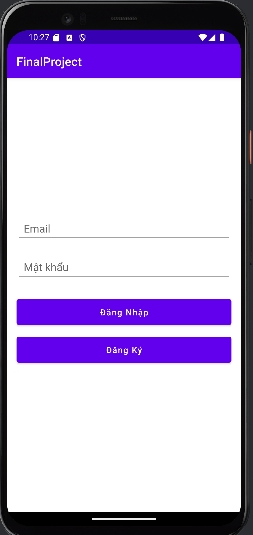 10:27
FinalProject
Email
Mật khẩu
Đăng Nhập
Đăng Ký